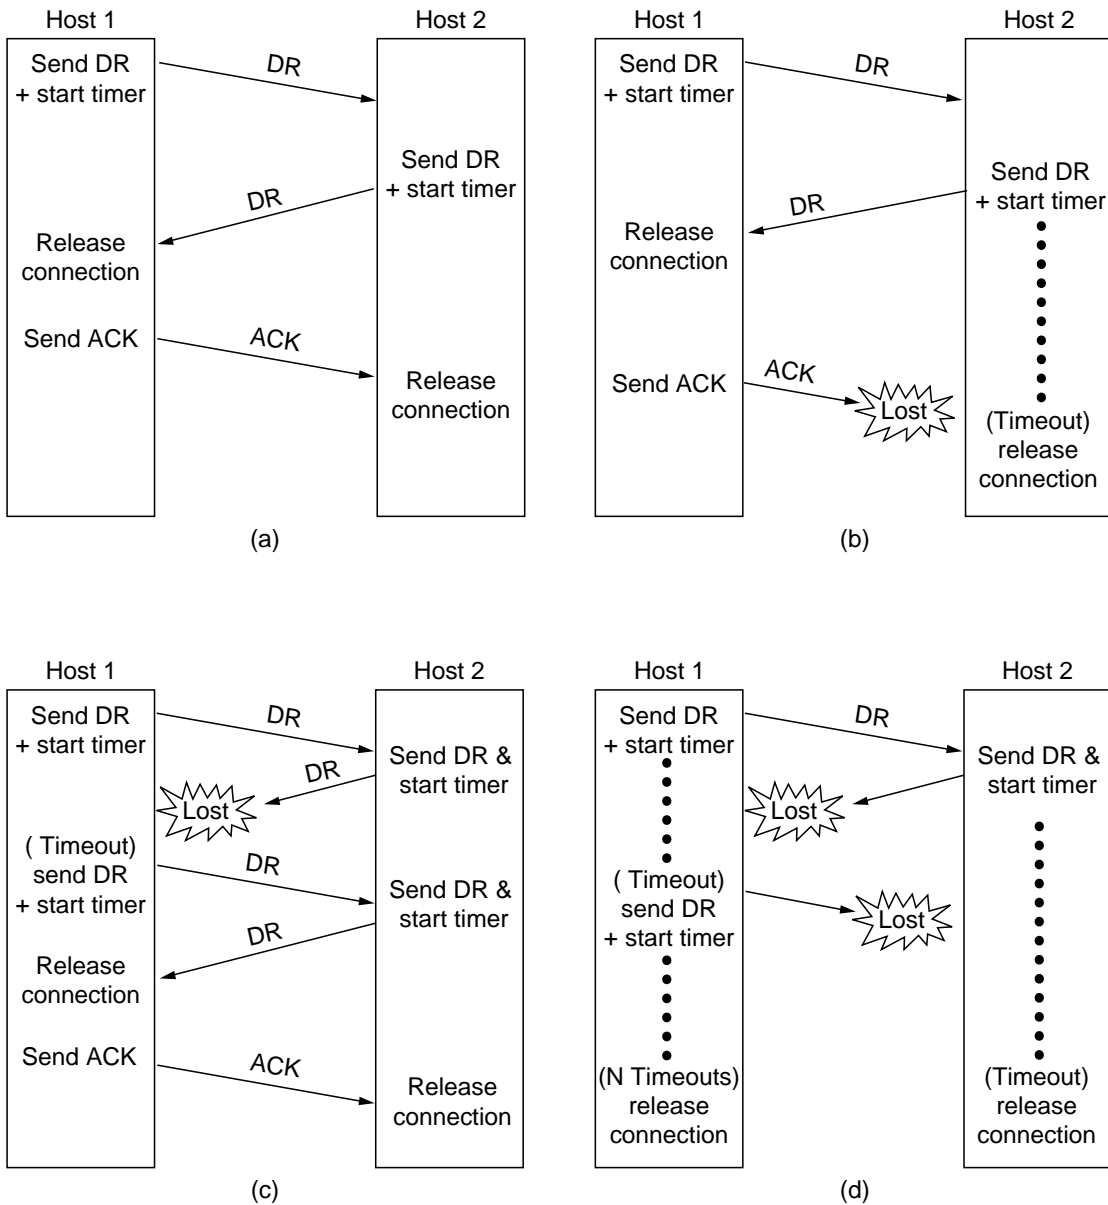 Host 1
Host 2
Send DR
+ start timer
DR
Send DR
+ start timer
DR
Release
connection
Send ACK
ACK
Release
connection
(a)
Host 1
Host 2
Send DR
+ start timer
DR
Send DR
+ start timer
DR
Release
connection
Send ACK
ACK
Lost
(Timeout)
release
connection
(b)
Host 1
Host 2
Send DR
+ start timer
DR
Send DR &
start timer
DR
Lost
( Timeout)
send DR
+ start timer
DR
Send DR &
start timer
DR
Release
connection
Send ACK
ACK
Release
connection
(c)
Host 1
Host 2
Send DR
+ start timer
DR
Send DR &
start timer
Lost
( Timeout)
send DR
+ start timer
Lost
(N Timeouts)
release
connection
(Timeout)
release
connection
(d)